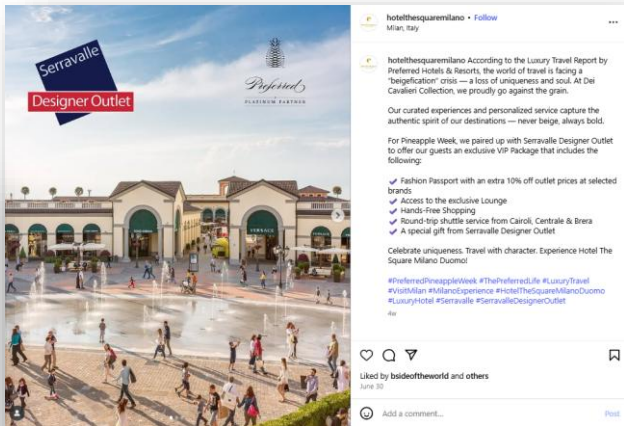 Serravalle
Designer Outlet
Preferred
PLATINUM PARTNER
VERSACE
hotelthesquaremilano • Follow
Milan, Italy
hotelthesquaremilano According to the Luxury Travel Report by
Preferred Hotels & Resorts, the world of travel is facing a
"beigefication" crisis — a loss of uniqueness and soul. At Dei
Cavalieri Collection, we proudly go against the grain.
Our curated experiences and personalized service capture the
authentic spirit of our destinations — never beige, always bold.
For Pineapple Week, we paired up with Serravalle Designer Outlet
to offer our guests an exclusive VIP Package that includes the
following:
✔ Fashion Passport with an extra 10% off outlet prices at selected
brands
✔ Access to the exclusive Lounge
✔ Hands-Free Shopping
✔ Round-trip shuttle service from Cairoli, Centrale & Brera
✔ A special gift from Serravalle Designer Outlet
Celebrate uniqueness. Travel with character. Experience Hotel The
Square Milano Duomo!
#PreferredPineappleWeek #ThePreferredLife #LuxuryTravel
#VisitMilan #MilanoExperience #HotelTheSquareMilanoDuomo
#LuxuryHotel #Serravalle #SerravalleDesignerOutlet
4w
Liked by bsideoftheworld and others
June 30
Add a comment...
Post